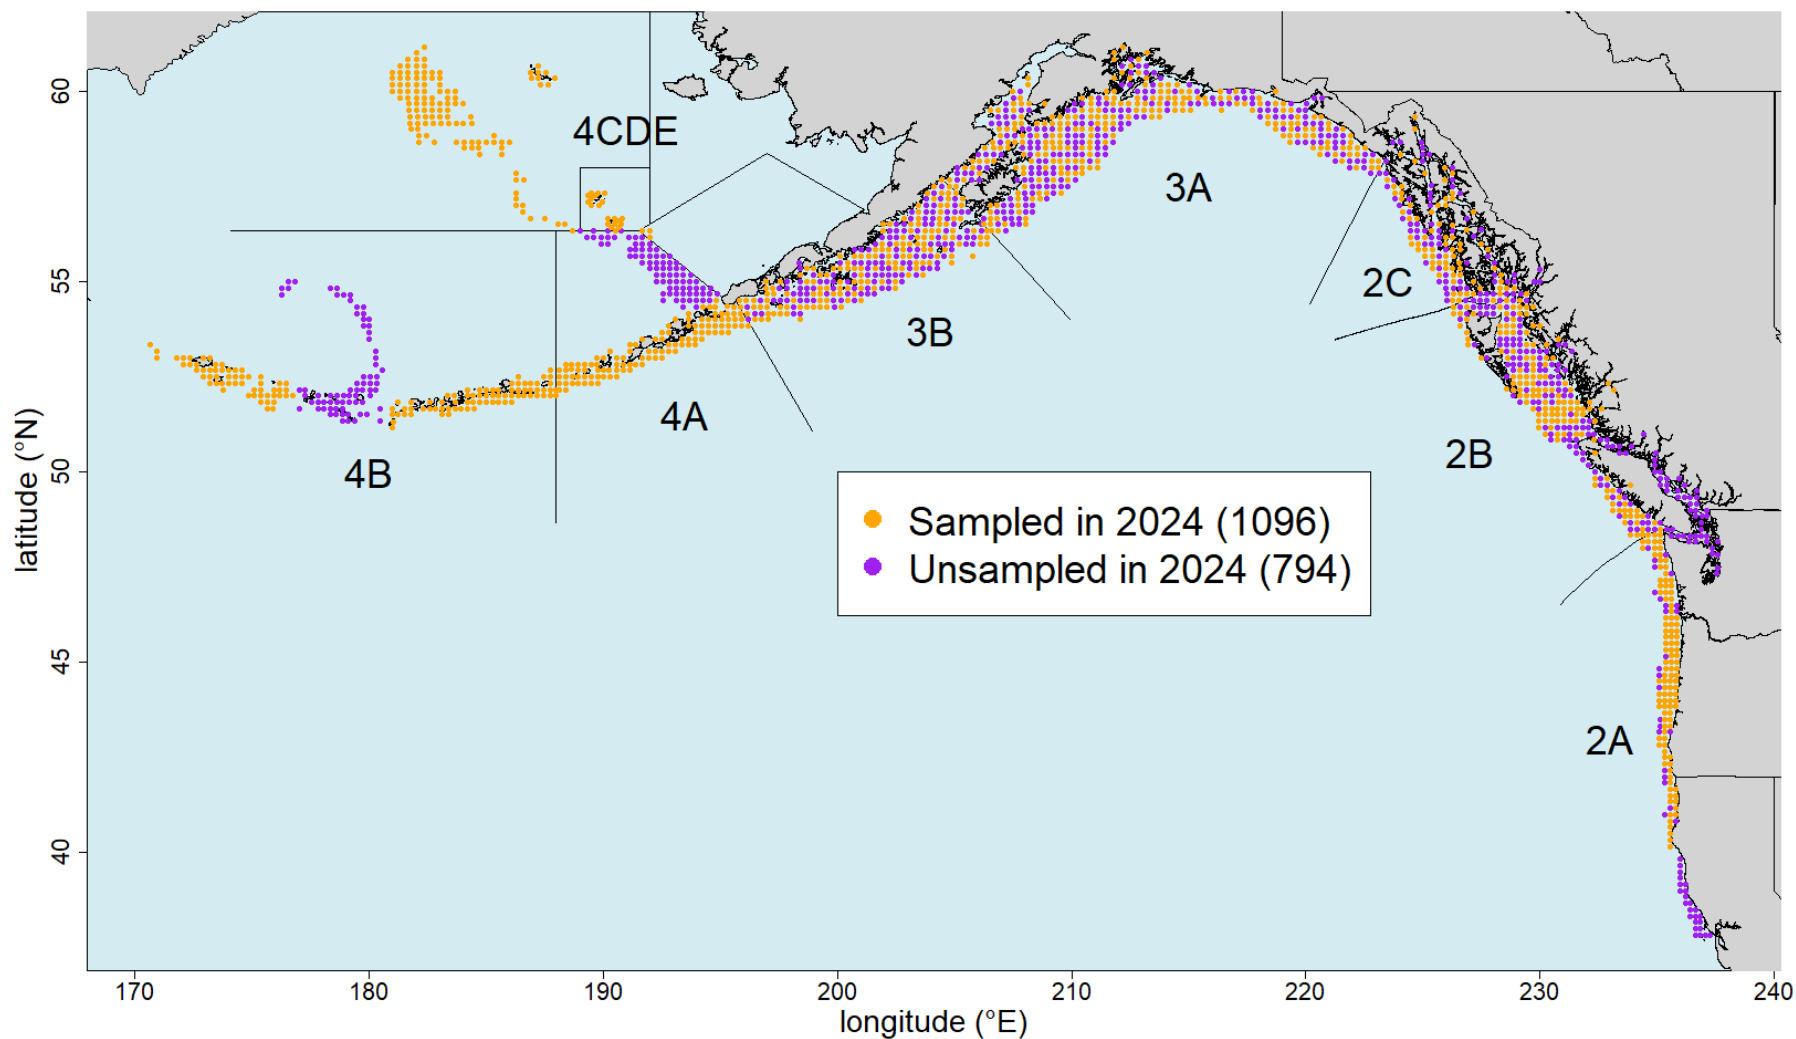 4CDE
3A
2C
3B
4A
2B
4B
2A
Sampled in 2024 (1096)
Unsampled in 2024 (794)
60
55
50
45
40
latitude (°N)
170 180 190 200 210 220 230 240
longitude (°E)